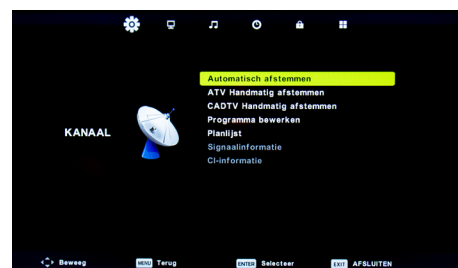 Automatisch afstemmen
ATV Handmatig afstemmen
CADTV Handmatig afstemmen
Programma bewerken
Planlijst
Signaalinformatie
CI-informatie
KANAAL
Beweeg MENU Terug ENTER Selecteer EXIT AFSLUITEN